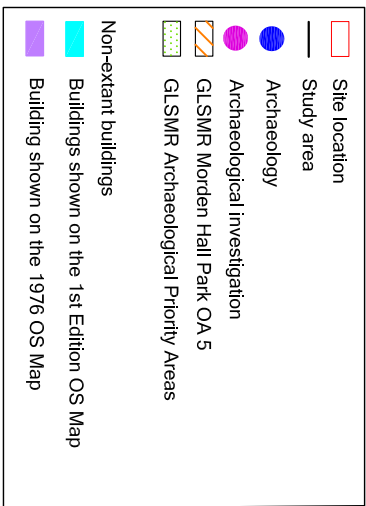 Site location
Study area
Archaeology
Archaeological investigation
GLSMR Morden Hall Park OA 5
GLSMR Archaeological Priority Areas
Non-extant buildings
Buildings shown on the 1st Edition OS Map
Building shown on the 1976 OS Map